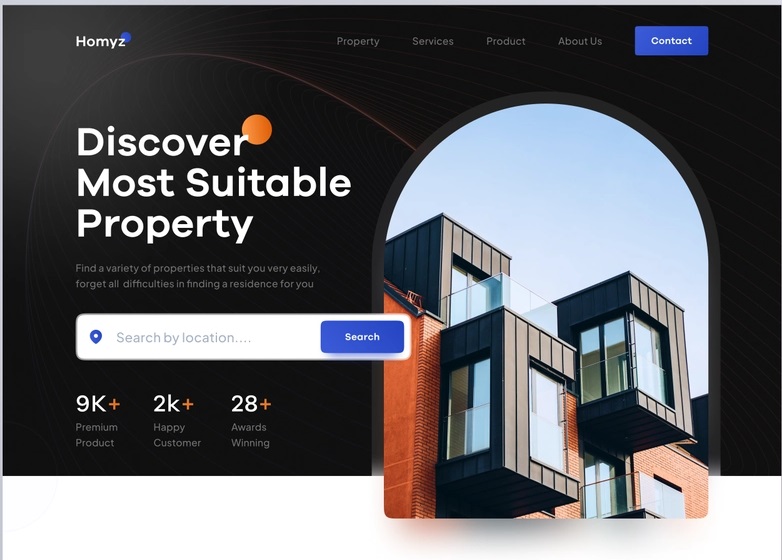 Homyz
Property Services Product About Us Contact
Discover
Most Suitable
Property
Find a variety of properties that suit you very easily,
forget all difficulties in finding a residence for you
Search by location.... Search
9K+ 2k+ 28+
Premium Happy Awards
Product Customer Winning